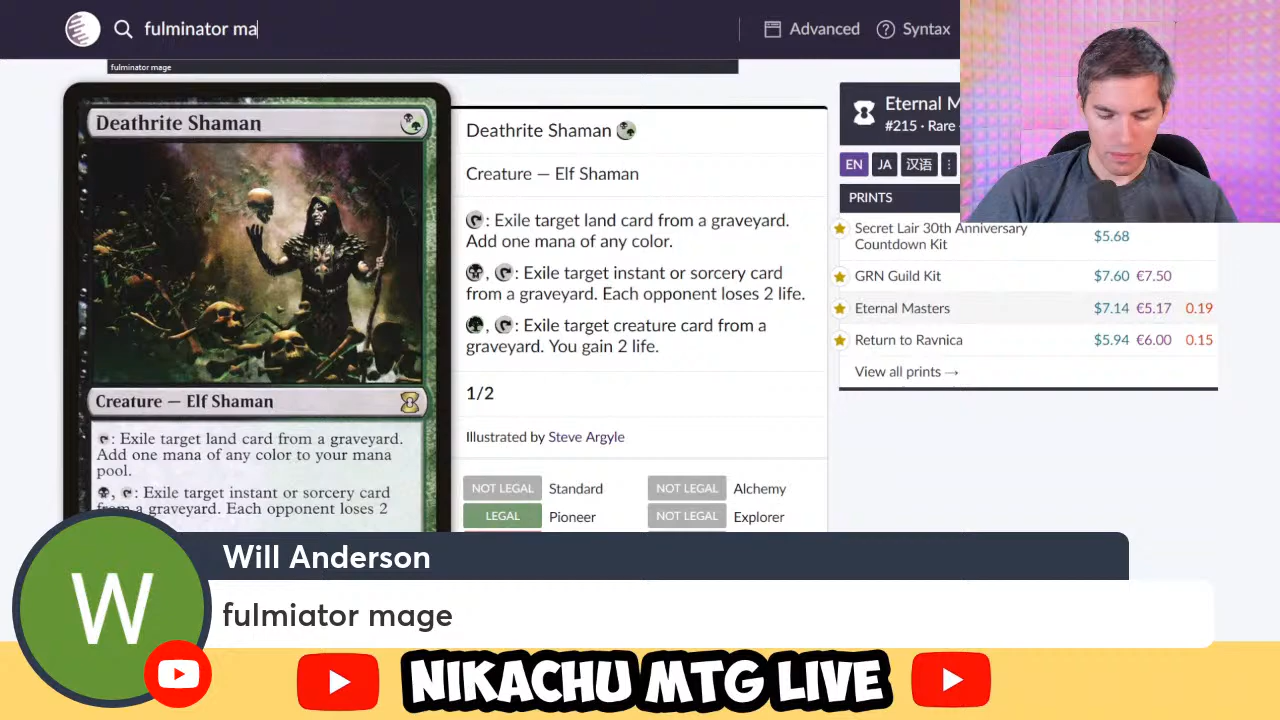 fulminator ma
Advanced
Syntax
fulminator mage
Deathrite Shaman
Creature — Elf Shaman
: Exile target land card from a graveyard.
Add one mana of any color to your mana
pool.
, : Exile target instant or sorcery card
from a graveyard. Each opponent loses 2
Deathrite Shaman
Creature — Elf Shaman
: Exile target land card from a graveyard.
Add one mana of any color.
, : Exile target instant or sorcery card
from a graveyard. Each opponent loses 2 life.
, : Exile target creature card from a
graveyard. You gain 2 life.
1/2
Illustrated by Steve Argyle
NOT LEGAL Standard NOT LEGAL Alchemy
LEGAL Pioneer NOT LEGAL Explorer
Eternal M
#215 · Rare
EN JA 汉语
PRINTS
Secret Lair 30th Anniversary
Countdown Kit $5.68
GRN Guild Kit $7.60 €7.50
Eternal Masters $7.14 €5.17 0.19
Return to Ravnica $5.94 €6.00 0.15
View all prints →
W
Will Anderson
fulmiator mage
NIKACHU MTG LIVE